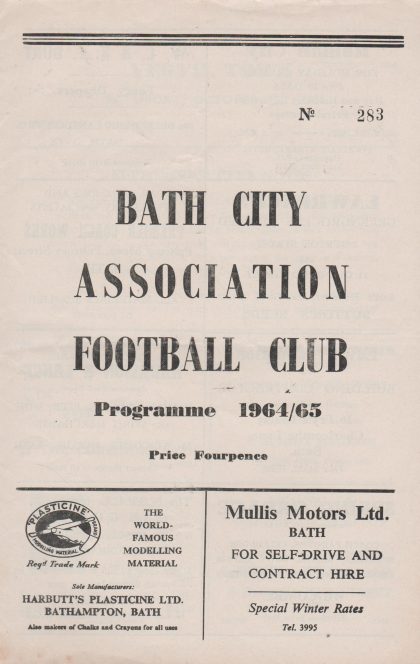 Nº 283
BATH CITY
ASSOCIATION
FOOTBALL CLUB
Programme 1964/65
Price Fourpence
'PLASTICINE'
MODELLING MATERIAL
Regd Trade Mark
THE
WORLD-
FAMOUS
MODELLING
MATERIAL
Sole Manufacturers:
HARBUTT'S PLASTICINE LTD.
BATHAMPTON, BATH
Also makers of Chalks and Crayons for all uses
Mullis Motors Ltd.
BATH
FOR SELF-DRIVE AND
CONTRACT HIRE
Special Winter Rates
Tel. 3995